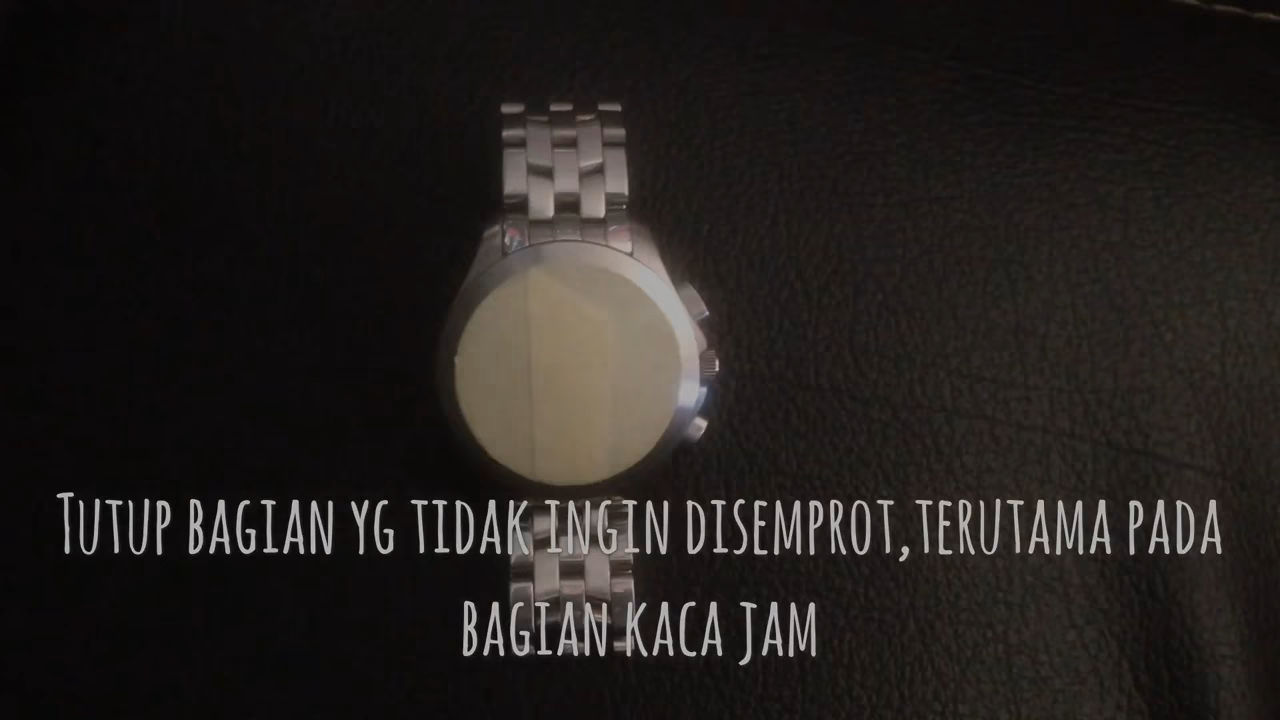 Tutup bagian yg tidak ingin disemprot,terutama pada
bagian kaca jam